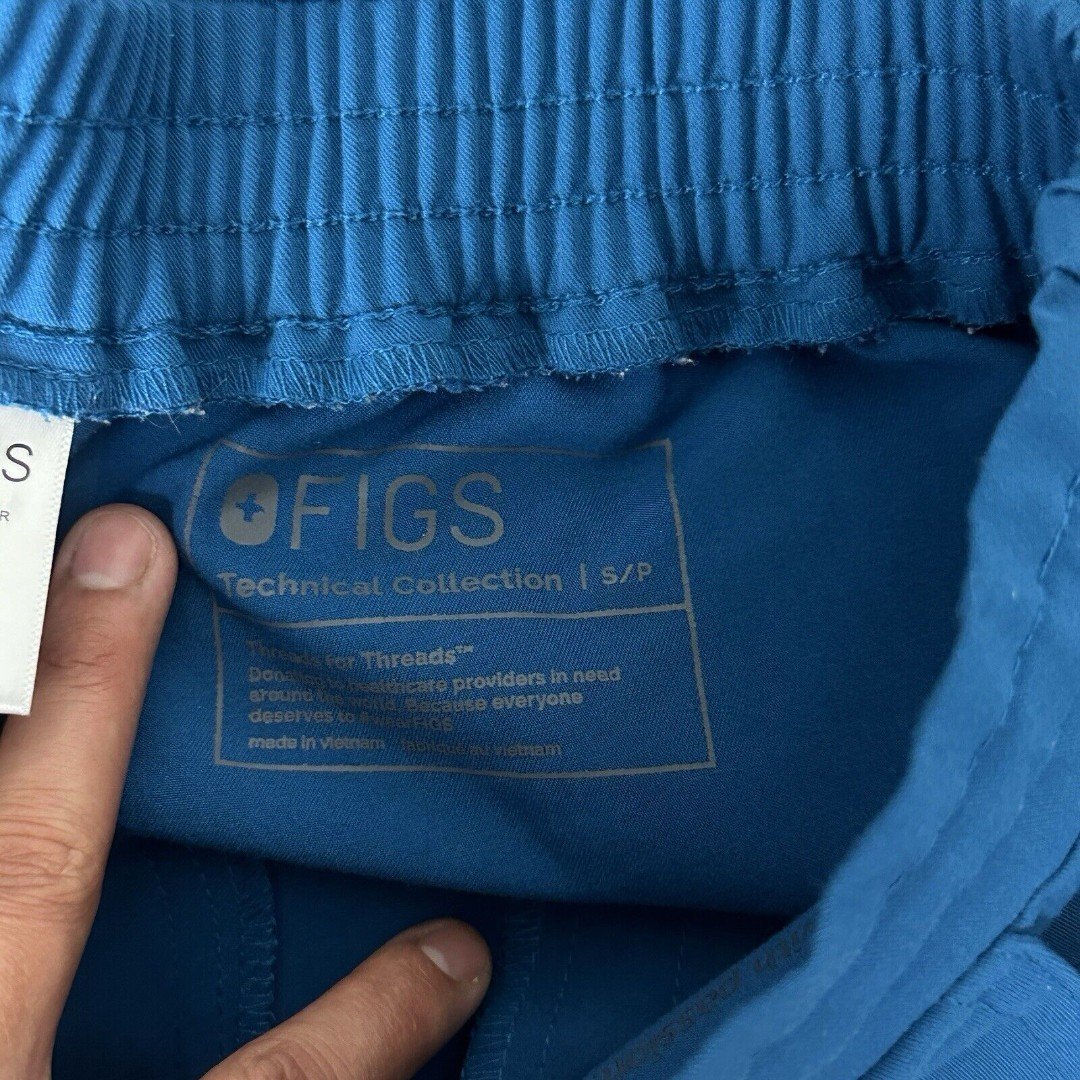 S
R
FIGS
Technical Collection | S/P
Threads for Threads™
Donated to healthcare providers in need
around the world. Because everyone
deserves to wear FIGS
made in vietnam fabriqué au vietnam